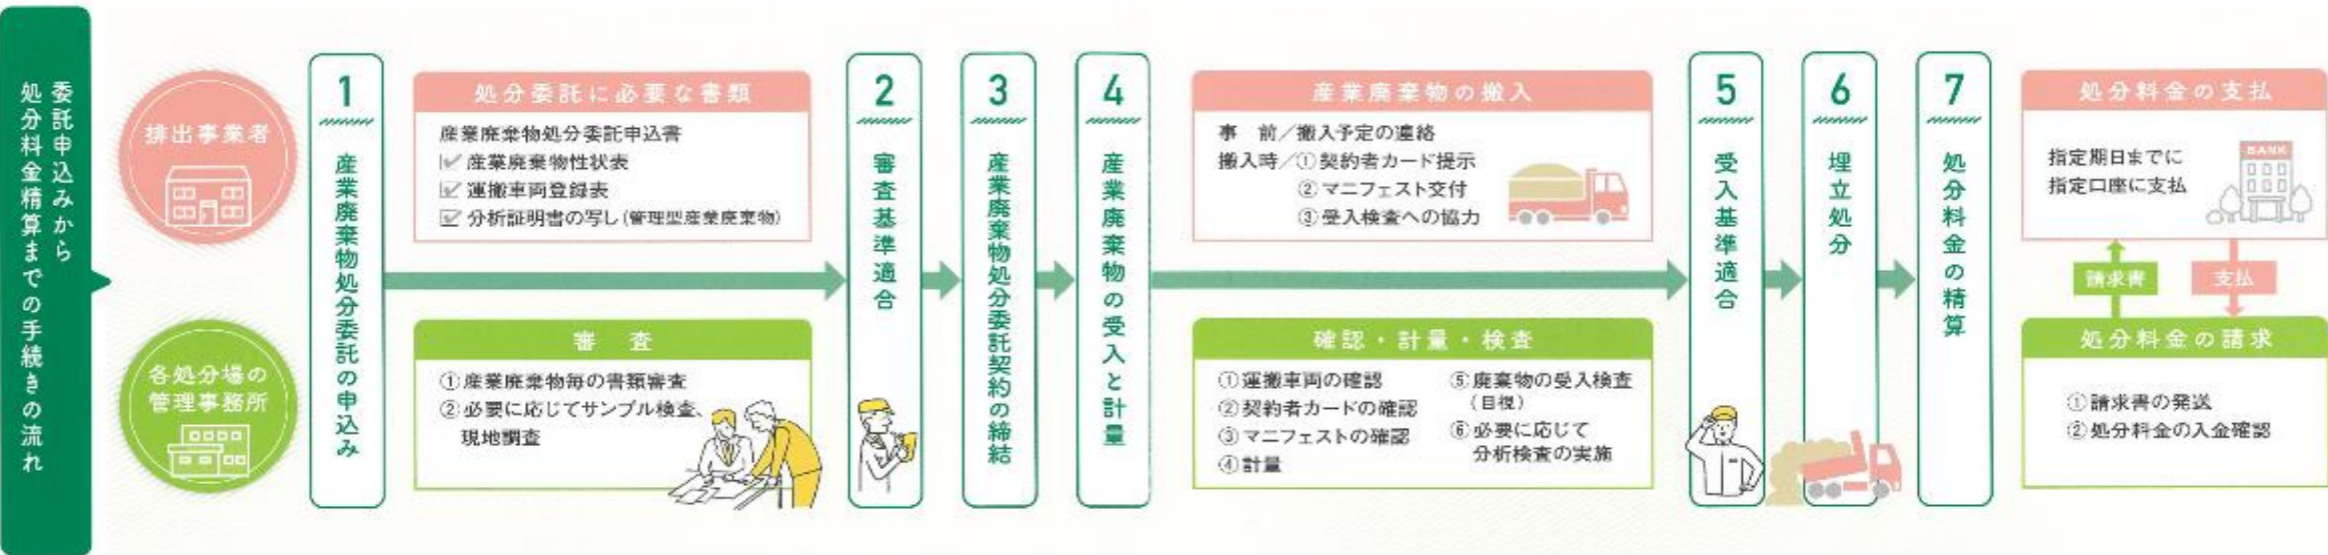 委託申込みから
処分料金精算までの手続きの流れ
排出事業者
各処分場の
管理事務所
1
産業廃棄物処分委託の申込み
処分委託に必要な書類
産業廃棄物処分委託申込書
産業廃棄物性状表
運搬車両登録表
分析証明書の写し(管理型産業廃棄物)
審 査
①産業廃棄物毎の書類審査
②必要に応じてサンプル検査、
現地調査
2
審査基準適合
3
産業廃棄物処分委託契約の締結
4
産業廃棄物の受入と計量
産業廃棄物の搬入
事 前/搬入予定の連絡
搬入時/①契約者カード提示
②マニフェスト交付
③受入検査への協力
確認・計量・検査
①運搬車両の確認
②契約者カードの確認
③マニフェストの確認
④計量
⑤廃棄物の受入検査
(目視)
⑥必要に応じて
分析検査の実施
5
受入基準適合
6
埋立処分
7
処分料金の精算
処分料金の支払
指定期日までに
指定口座に支払
BANK
請求書
支払
処分料金の請求
①請求書の発送
②処分料金の入金確認